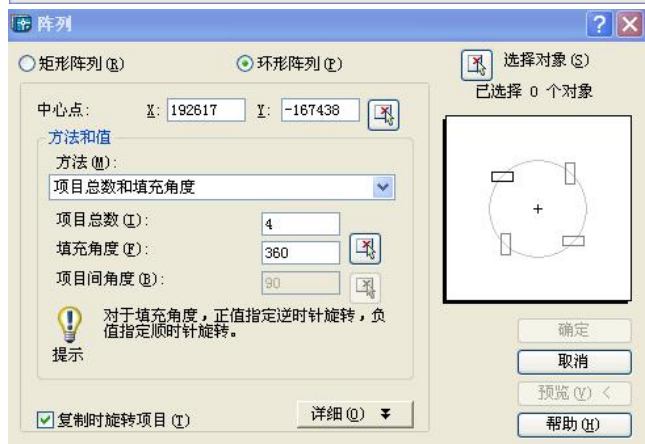 阵列
矩形阵列(R) 环形阵列(P) 选择对象(S)
已选择 0 个对象
中心点: X: 192617 Y: -167438
方法和值
方法(M):
项目总数和填充角度
项目总数(I): 4
填充角度(F): 360
项目间角度(B): 90
对于填充角度，正值指定逆时针旋转，负
值指定顺时针旋转。
提示
确定
取消
预览(V) <
复制时旋转项目(T) 详细(O) 帮助(H)